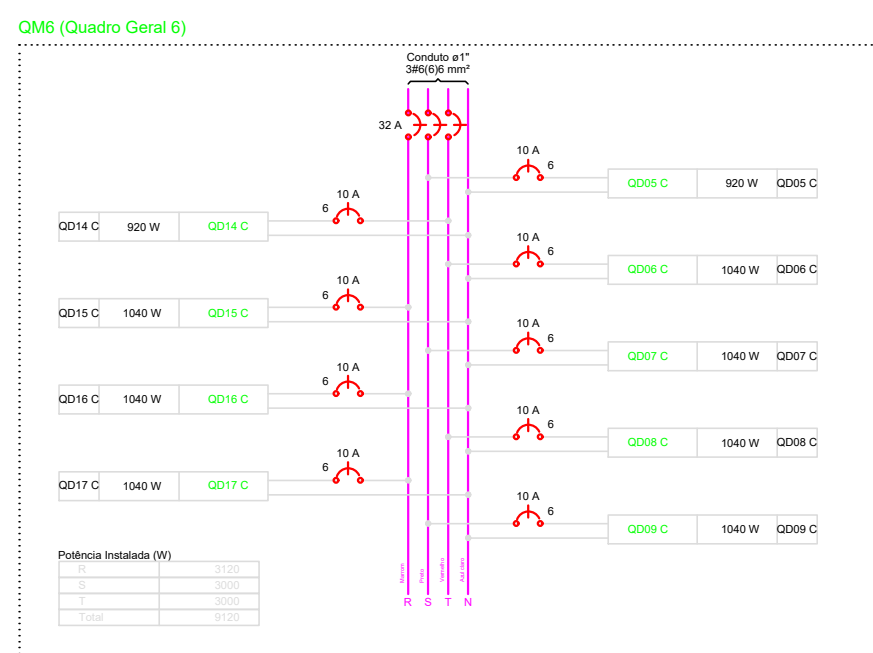 QM6 (Quadro Geral 6)
Conduto ø1"
3#6(6)6 mm²
32 A
10 A
6
QD05 C 920 W QD05 C
10 A
6
QD14 C 920 W QD14 C
10 A
6
QD06 C 1040 W QD06 C
10 A
6
QD15 C 1040 W QD15 C
10 A
6
QD07 C 1040 W QD07 C
10 A
6
QD16 C 1040 W QD16 C
10 A
6
QD08 C 1040 W QD08 C
10 A
6
QD17 C 1040 W QD17 C
10 A
6
QD09 C 1040 W QD09 C
Potência Instalada (W)
R 3120
S 3000
T 3000
Total 9120
Marrom
Preto
Vermelho
Azul claro
R S T N